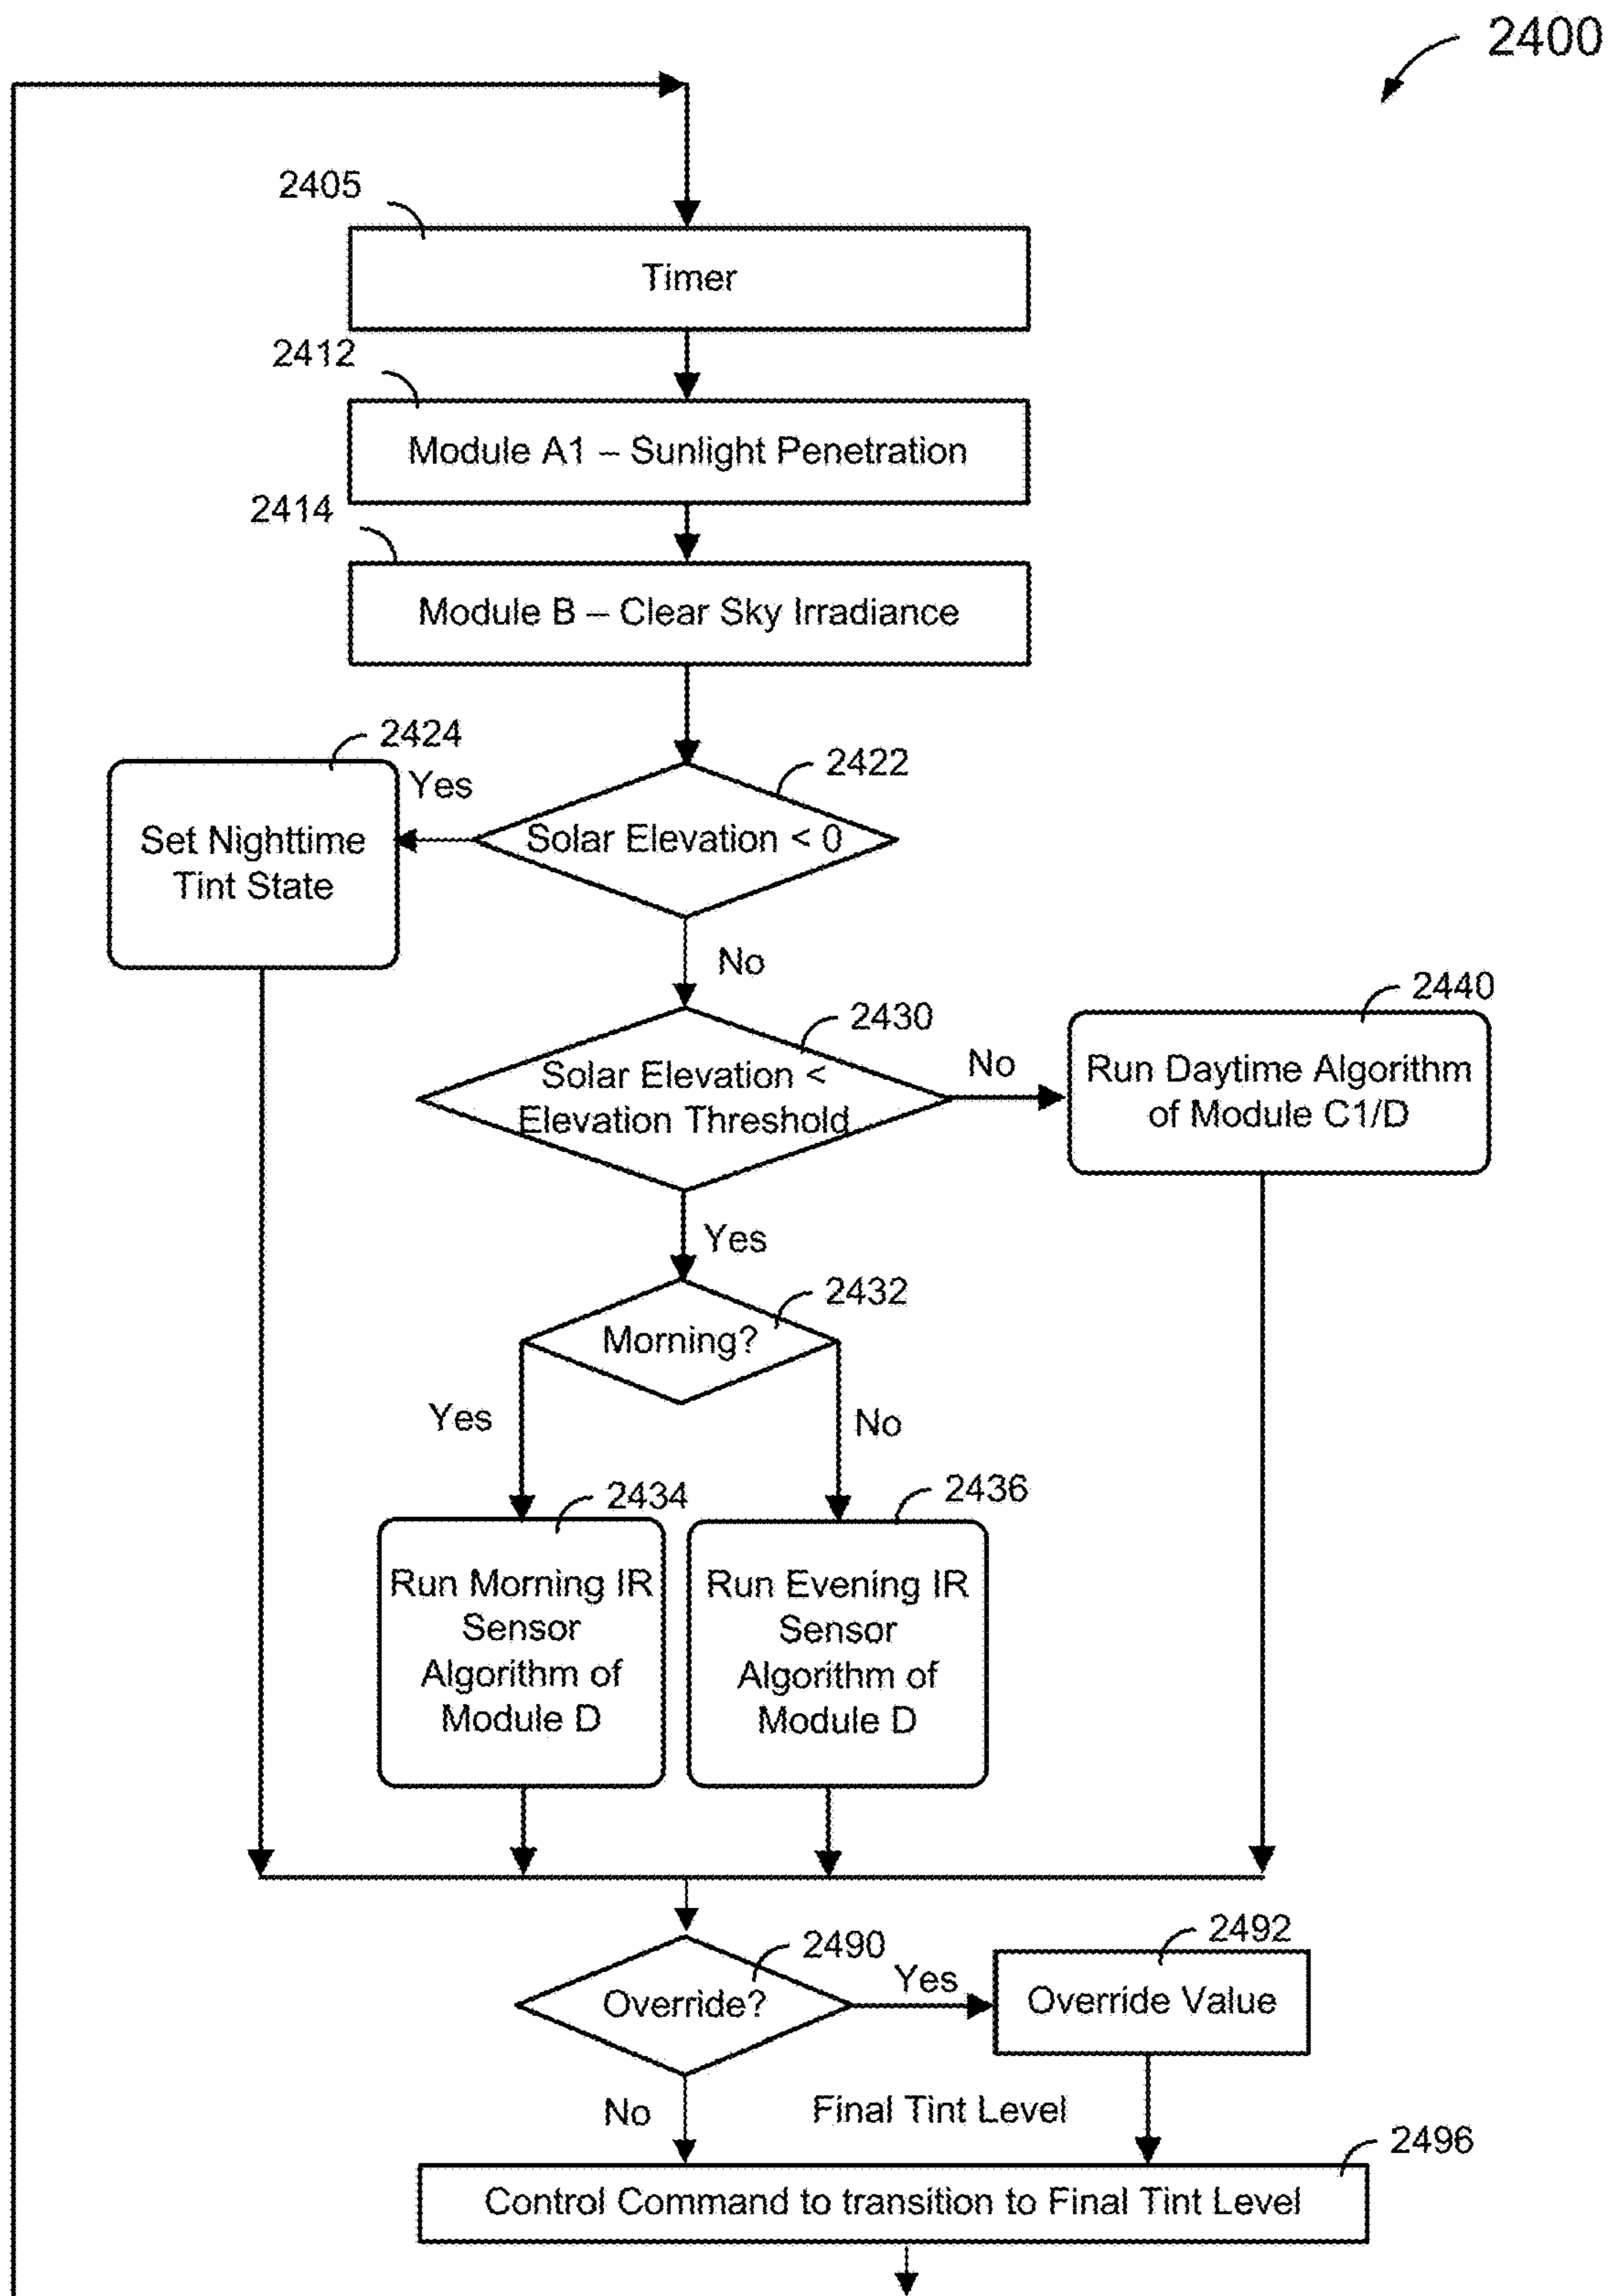 2400
2405
Timer
2412
Module A1 – Sunlight Penetration
2414
Module B – Clear Sky Irradiance
2424
Yes
2422
Set Nighttime
Tint State
Solar Elevation < 0
No
2430
2440
Solar Elevation <
Elevation Threshold
No
Run Daytime Algorithm
of Module C1/D
Yes
2432
Morning?
Yes
No
2434
2436
Run Morning IR
Sensor
Algorithm of
Module D
Run Evening IR
Sensor
Algorithm of
Module D
2490
2492
Override?
Yes
Override Value
No
Final Tint Level
2496
Control Command to transition to Final Tint Level